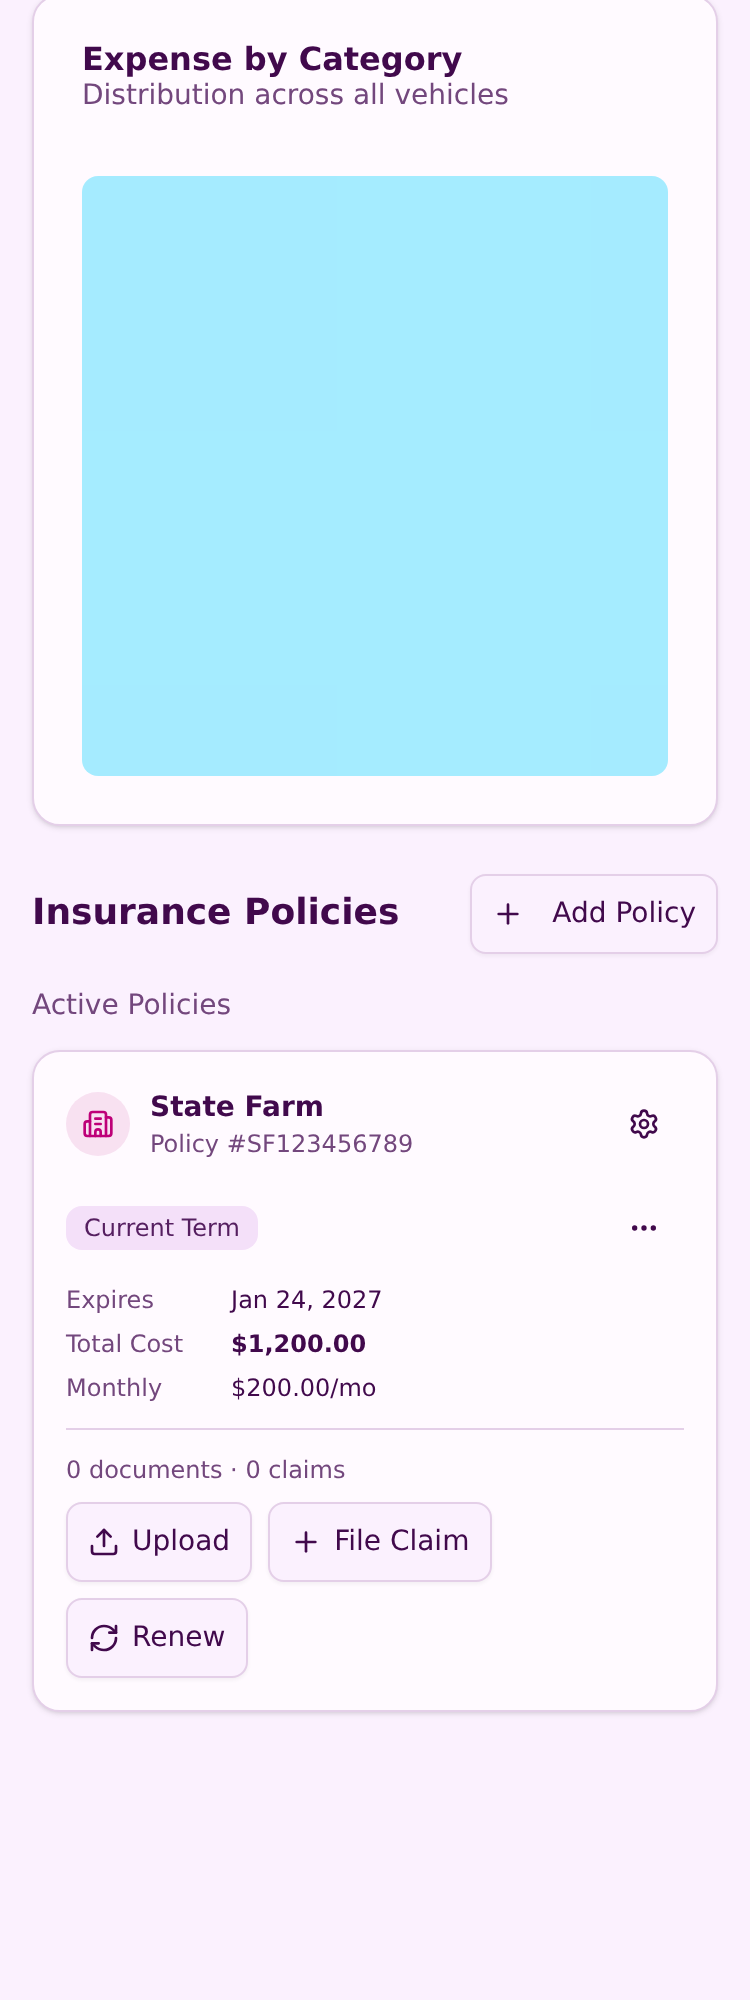 Expense by Category
Distribution across all vehicles
Insurance Policies
Add Policy
Active Policies
State Farm
Policy #SF123456789
Current Term
Expires Jan 24, 2027
Total Cost $1,200.00
Monthly $200.00/mo
0 documents · 0 claims
Upload
File Claim
Renew